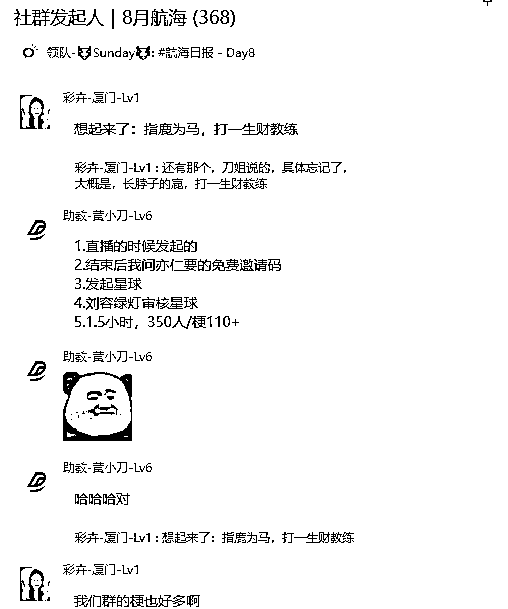 社群发起人 | 8月航海 (368)
领队-🐱Sunday🐱: #航海日报 - Day8
彩卉-厦门-Lv1
想起来了：指鹿为马，打一生财教练
彩卉-厦门-Lv1 : 还有那个，刀姐说的，具体忘记了，
大概是，长脖子的鹿，打一生财教练
助教-黄小刀-Lv6
1.直播的时候发起的
2.结束后我问亦仁要的免费邀请码
3.发起星球
4.刘容绿灯审核星球
5.1.5小时，350人/梗110+
助教-黄小刀-Lv6
助教-黄小刀-Lv6
哈哈哈对
彩卉-厦门-Lv1 : 想起来了：指鹿为马，打一生财教练
彩卉-厦门-Lv1
我们群的梗也好多啊